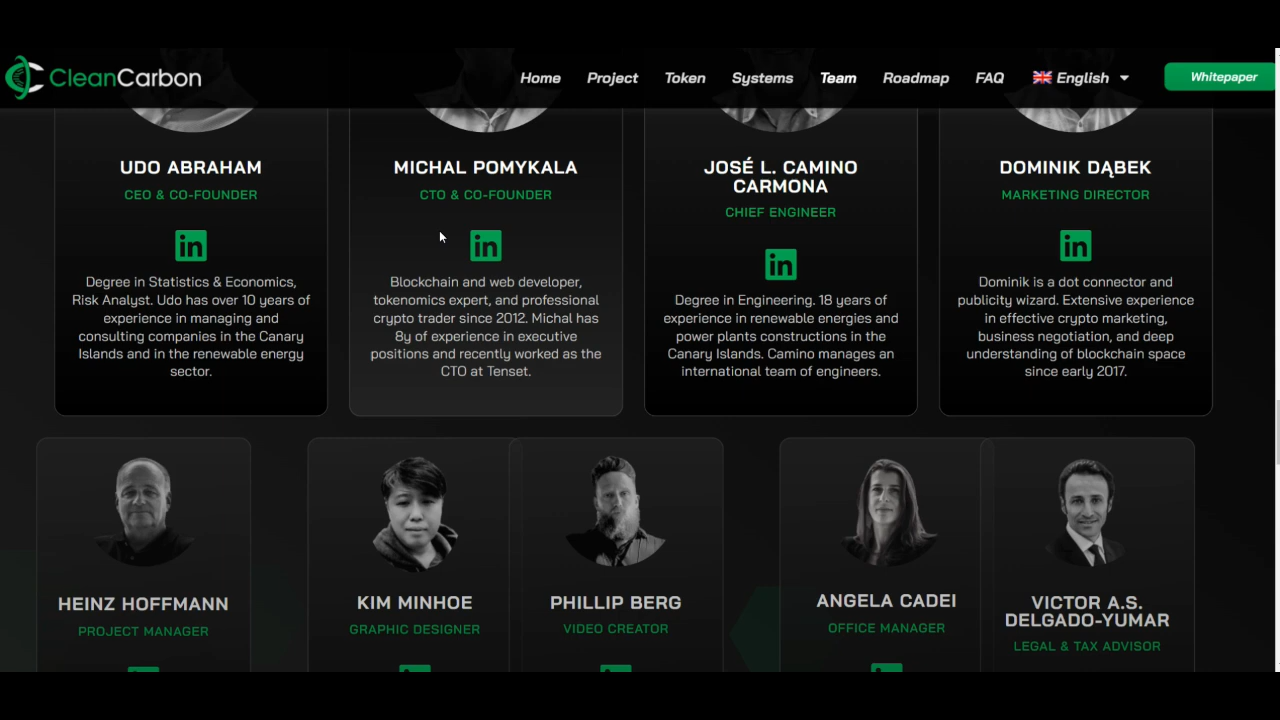 CleanCarbon
Home Project Token Systems Team Roadmap FAQ English Whitepaper
UDO ABRAHAM
CEO & CO-FOUNDER
in
Degree in Statistics & Economics,
Risk Analyst. Udo has over 10 years of
experience in managing and
consulting companies in the Canary
Islands and in the renewable energy
sector.
MICHAL POMYKALA
CTO & CO-FOUNDER
in
Blockchain and web developer,
tokenomics expert, and professional
crypto trader since 2012. Michal has
8y of experience in executive
positions and recently worked as the
CTO at Tenset.
JOSÉ L. CAMINO
CARMONA
CHIEF ENGINEER
in
Degree in Engineering. 18 years of
experience in renewable energies and
power plants constructions in the
Canary Islands. Camino manages an
international team of engineers.
DOMINIK DĄBEK
MARKETING DIRECTOR
in
Dominik is a dot connector and
publicity wizard. Extensive experience
in effective crypto marketing,
business negotiation, and deep
understanding of blockchain space
since early 2017.
HEINZ HOFFMANN
PROJECT MANAGER
KIM MINHOE
GRAPHIC DESIGNER
PHILLIP BERG
VIDEO CREATOR
ANGELA CADEI
OFFICE MANAGER
VICTOR A.S.
DELGADO-YUMAR
LEGAL & TAX ADVISOR